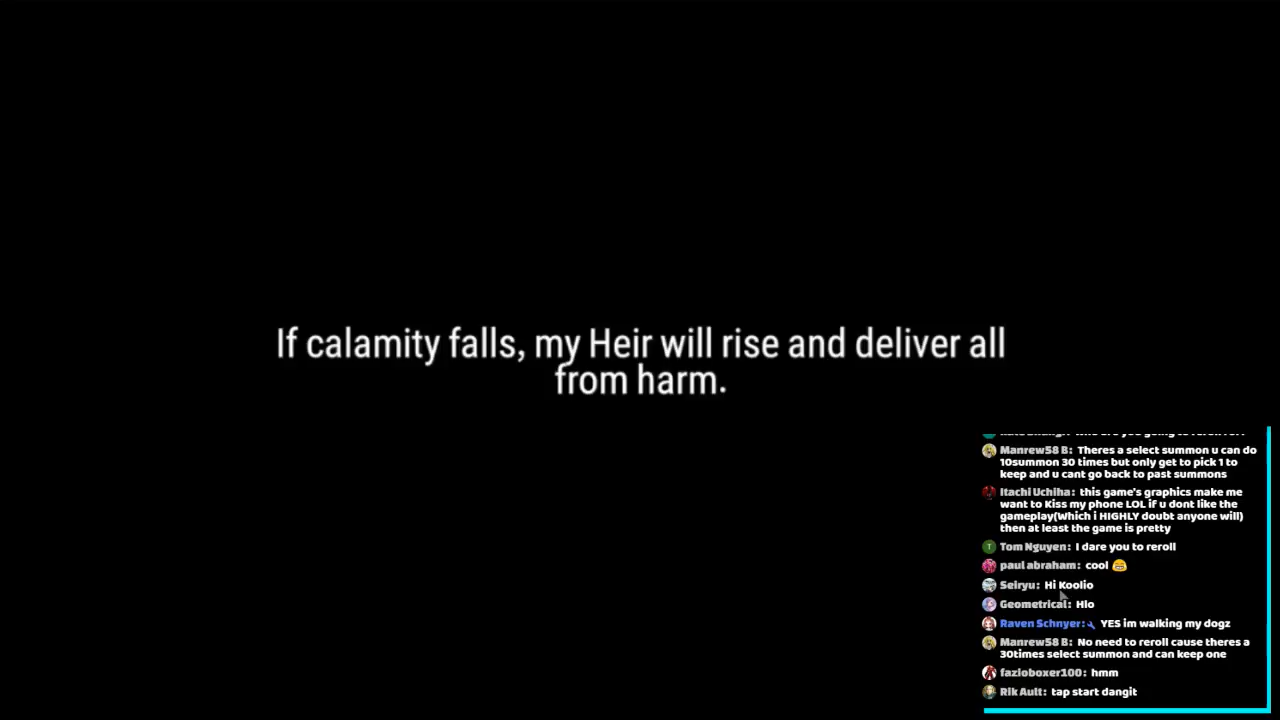 If calamity falls, my Heir will rise and deliver all
from harm.
Manrew58 B: Theres a select summon u can do
10summon 30 times but only get to pick 1 to
keep and u cant go back to past summons
Itachi Uchiha: this game's graphics make me
want to Kiss my phone LOL if u dont like the
gameplay(Which i HIGHLY doubt anyone will)
then at least the game is pretty
T Tom Nguyen: I dare you to reroll
paul abraham: cool 😂
Seiryu: Hi Koolio
Geometrical: Hlo
Raven Schnyer: YES im walking my dogz
Manrew58 B: No need to reroll cause theres a
30times select summon and can keep one
fazioboxer100: hmm
Rik Ault: tap start dangit